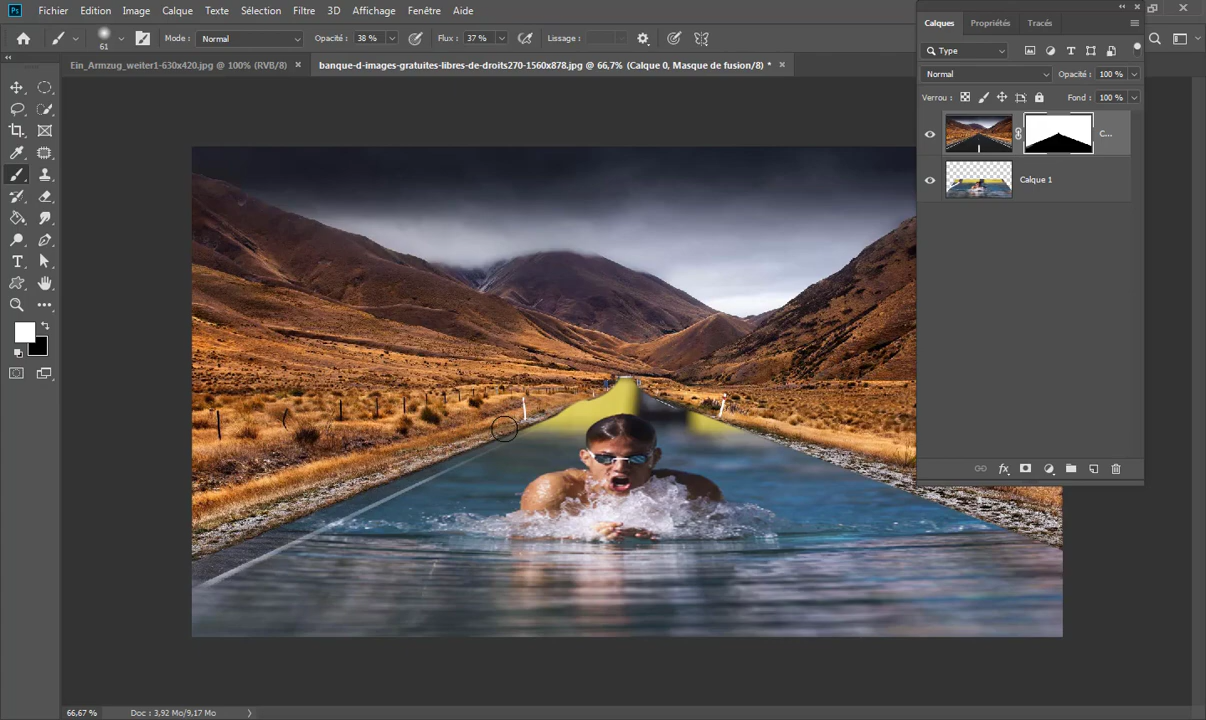 Ps Fichier Edition Image Calque Texte Sélection Filtre 3D Affichage Fenêtre Aide
61 Mode : Normal Opacité : 38 % Flux : 37 % Lissage :
Ein_Armzug_weiter1-630x420.jpg @ 100% (RVB/8) banque-d-images-gratuites-libres-de-droits270-1560x878.jpg @ 66,7% (Calque 0, Masque de fusion/8) *
Calques Propriétés Tracés
Type
Normal Opacité : 100 %
Verrou : Fond : 100 %
C...
Calque 1
66,67 % Doc : 3,92 Mo/9,17 Mo